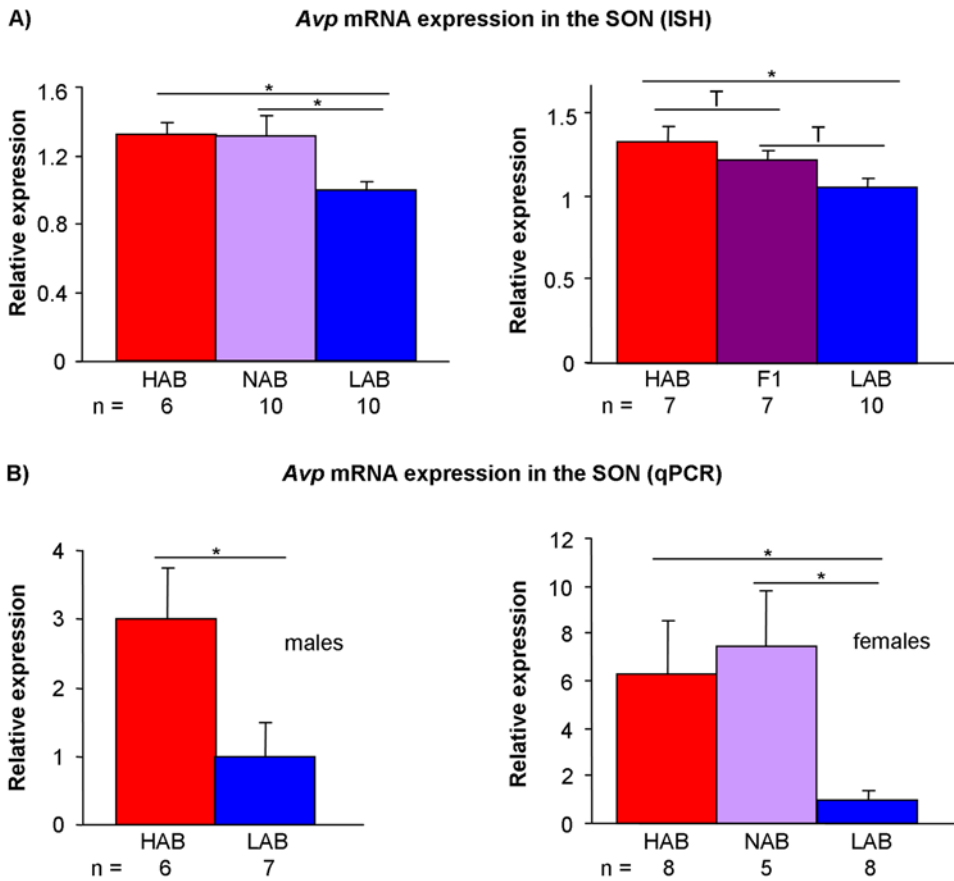 A) Avp mRNA expression in the SON (ISH)
Relative expression
1.6
1.2
0.8
0.4
0
* *
HAB NAB LAB
n = 6 10 10
Relative expression
1.5
1
0.5
0
* T T
HAB F1 LAB
n = 7 7 10
B) Avp mRNA expression in the SON (qPCR)
Relative expression
4
3
2
1
0
*
males
HAB LAB
n = 6 7
Relative expression
12
10
8
6
4
2
0
* *
females
HAB NAB LAB
n = 8 5 8